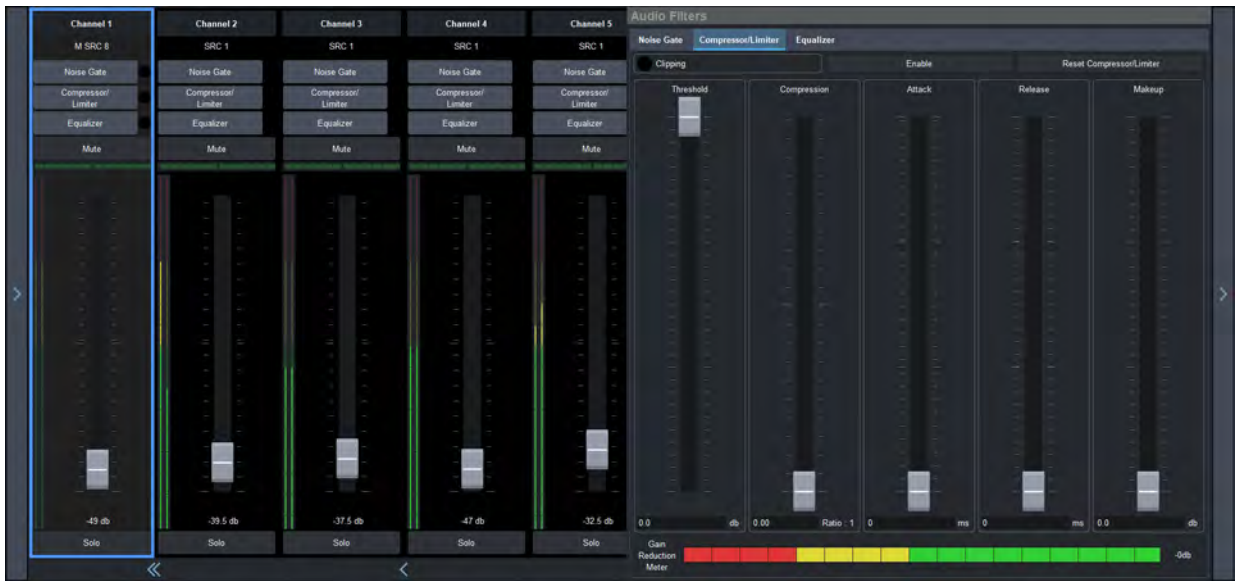 Channel 1
M SRC 8
Noise Gate
Compressor/
Limiter
Equalizer
Mute
-49 db
Solo
Channel 2
SRC 1
Noise Gate
Compressor/
Limiter
Equalizer
Mute
-39.5 db
Solo
Channel 3
SRC 1
Noise Gate
Compressor/
Limiter
Equalizer
Mute
-37.5 db
Solo
Channel 4
SRC 1
Noise Gate
Compressor/
Limiter
Equalizer
Mute
-47 db
Solo
Channel 5
SRC 1
Noise Gate
Compressor/
Limiter
Equalizer
Mute
-32.5 db
Solo
Audio Filters
Noise Gate Compressor/Limiter Equalizer
Clipping Enable Reset Compressor/Limiter
Threshold Compression Attack Release Makeup
0.0 db 0.00 Ratio : 1 0 ms 0 ms 0.0 db
Gain
Reduction
Meter
-0db